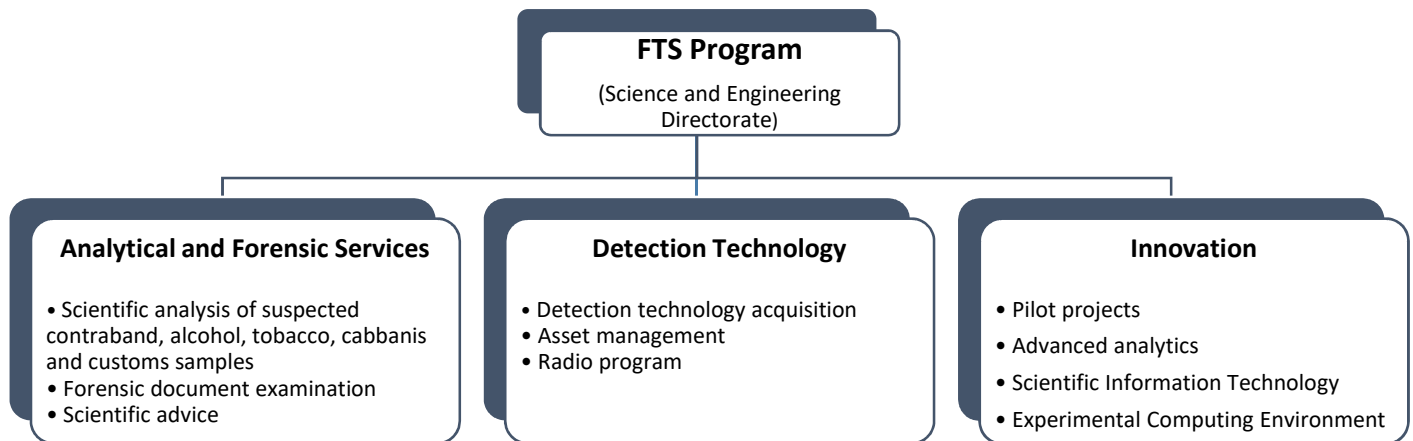 FTS Program
(Science and Engineering
Directorate)
Analytical and Forensic Services
• Scientific analysis of suspected
contraband, alcohol, tobacco, cabbanis
and customs samples
• Forensic document examination
• Scientific advice
Detection Technology
• Detection technology acquisition
• Asset management
• Radio program
Innovation
• Pilot projects
• Advanced analytics
• Scientific Information Technology
• Experimental Computing Environment